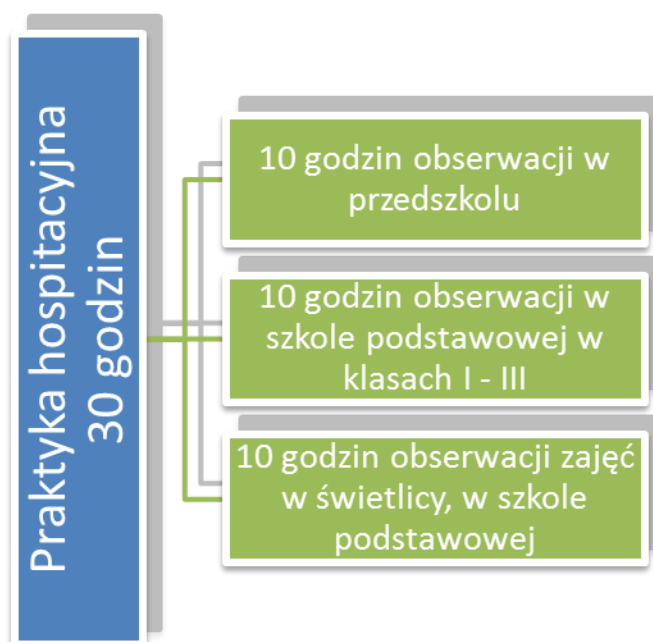 Praktyka hospitacyjna
30 godzin
10 godzin obserwacji w
przedszkolu
10 godzin obserwacji w
szkole podstawowej w
klasach I - III
10 godzin obserwacji zajęć
w świetlicy, w szkole
podstawowej